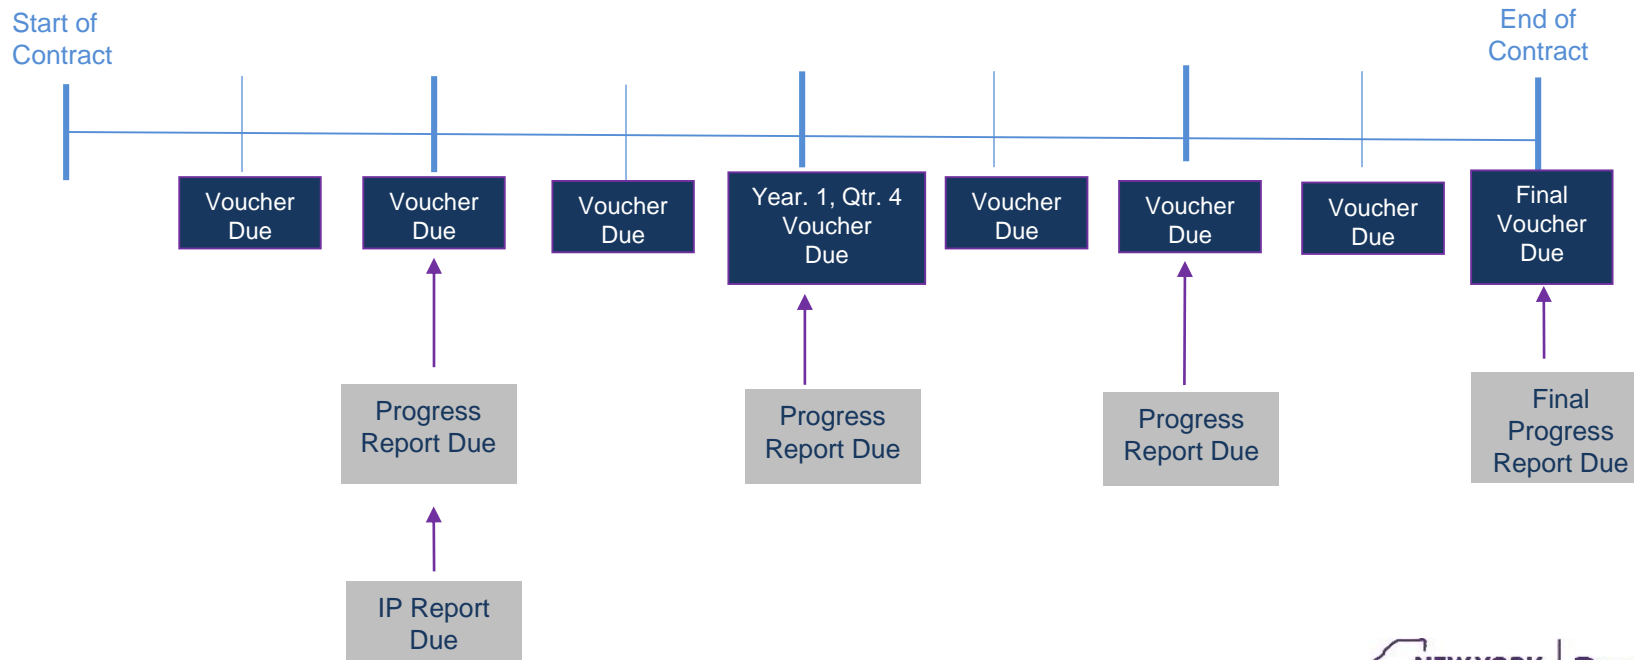 Start of
Contract
End of
Contract
Voucher
Due
Voucher
Due
Voucher
Due
Year. 1, Qtr. 4
Voucher
Due
Voucher
Due
Voucher
Due
Voucher
Due
Final
Voucher
Due
Progress
Report Due
Progress
Report Due
Progress
Report Due
Final
Progress
Report Due
IP Report
Due
NEW YORK